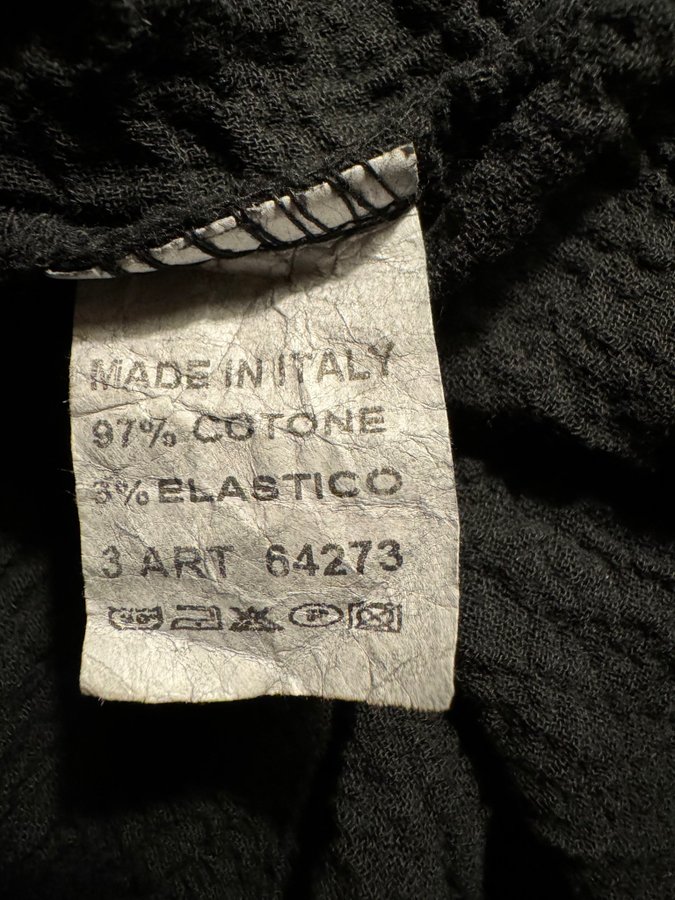 MADE IN ITALY
97% COTONE
3% ELASTICO
3 ART 64273
P